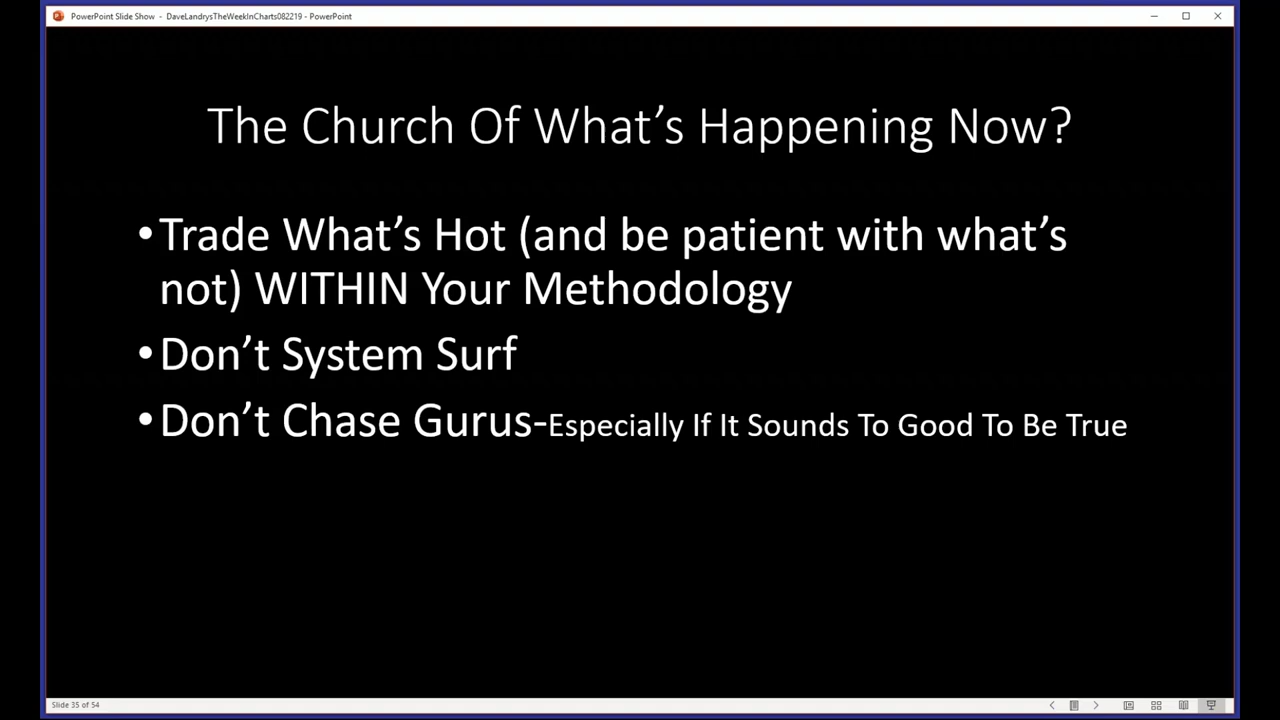 PowerPoint Slide Show - DaveLandrysTheWeekInCharts082219 - PowerPoint
The Church Of What’s Happening Now?
•Trade What’s Hot (and be patient with what’s
not) WITHIN Your Methodology
•Don’t System Surf
•Don’t Chase Gurus-Especially If It Sounds To Good To Be True
Slide 35 of 54